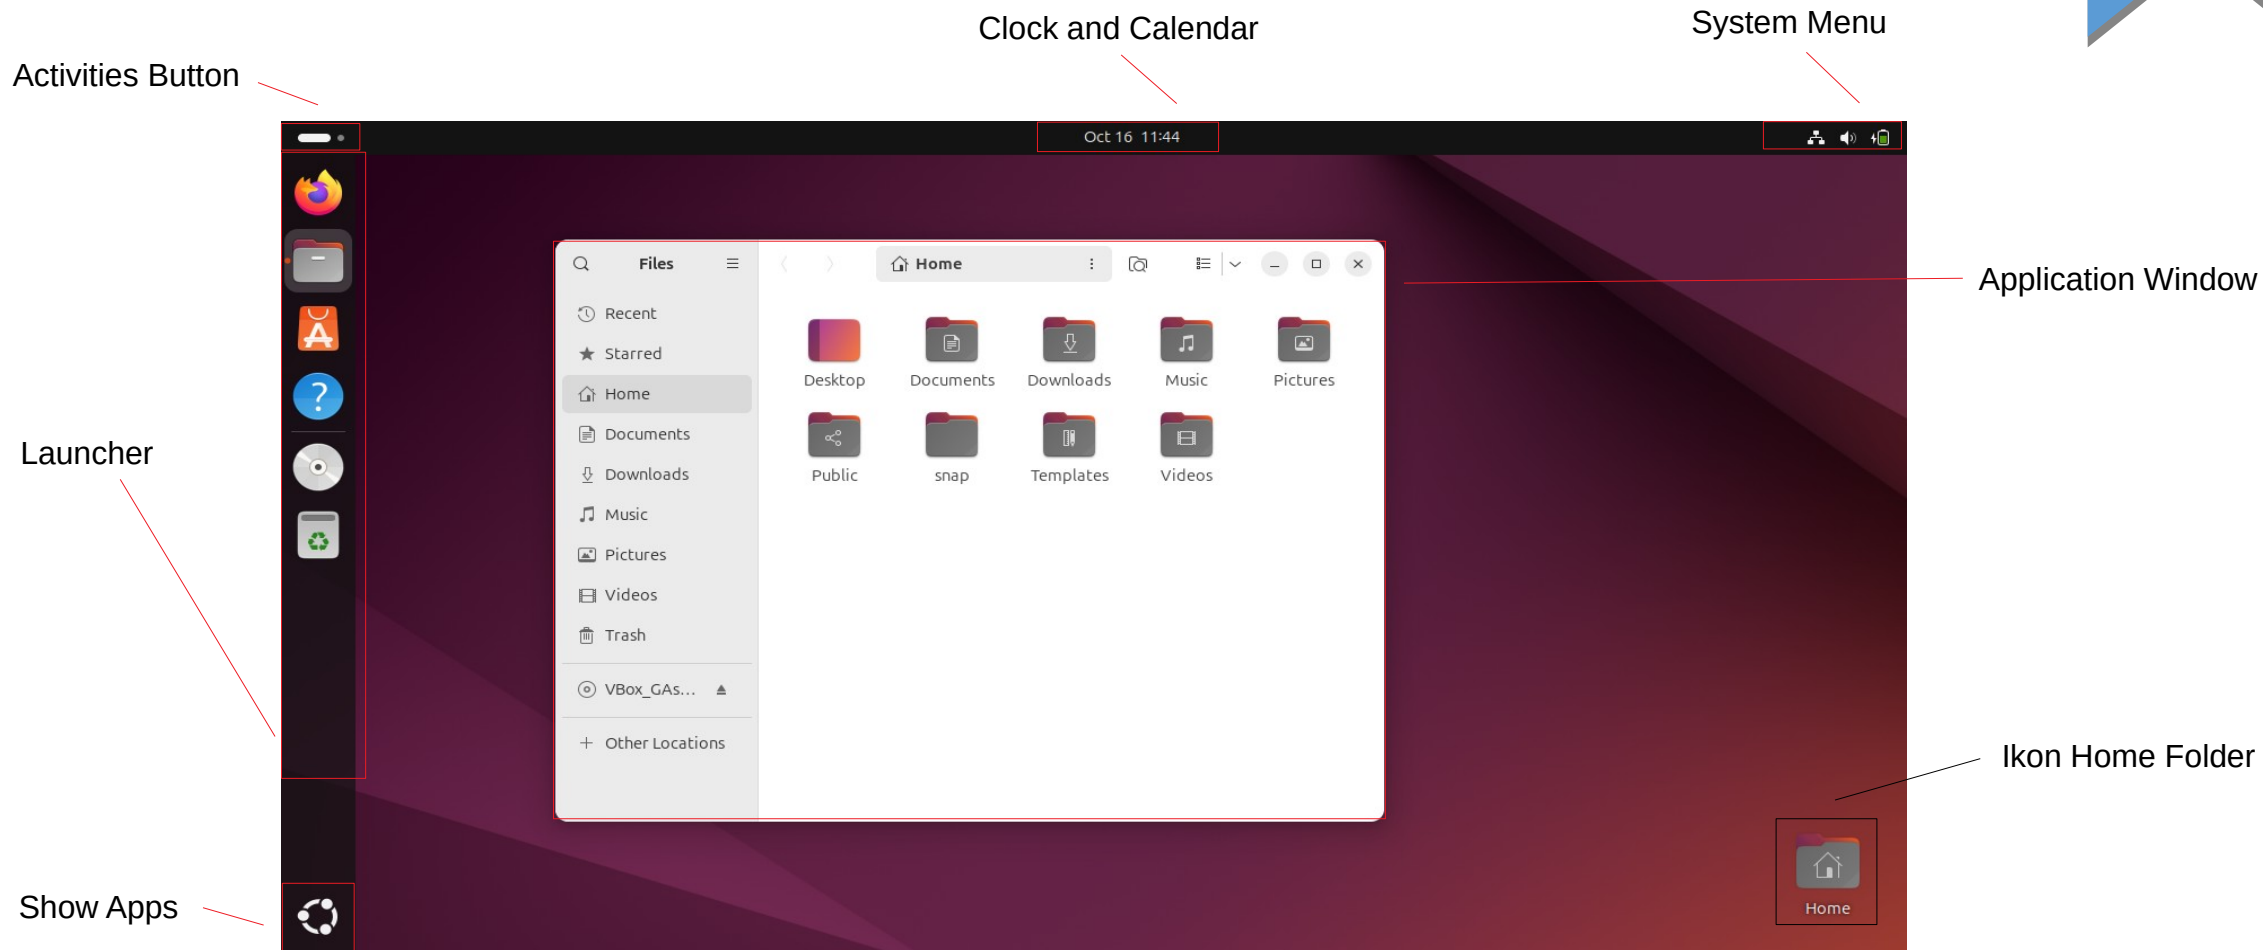 Clock and Calendar
System Menu
Activities Button
Oct 16 11:44
Files
Home
Recent
Starred
Home
Documents
Downloads
Music
Pictures
Videos
Trash
VBox_GAs...
Other Locations
Desktop Documents Downloads Music Pictures
Public snap Templates Videos
Application Window
Launcher
Ikon Home Folder
Home
Show Apps